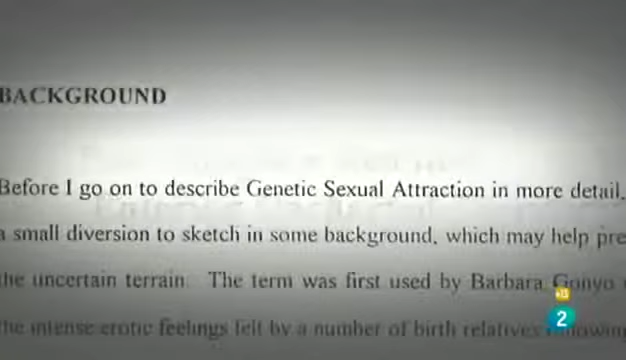 BACKGROUND
Before I go on to describe Genetic Sexual Attraction in more detail,
a small diversion to sketch in some background, which may help pre
the uncertain terrain. The term was first used by Barbara Gonyo
the intense erotic feelings felt by a number of birth relatives
2